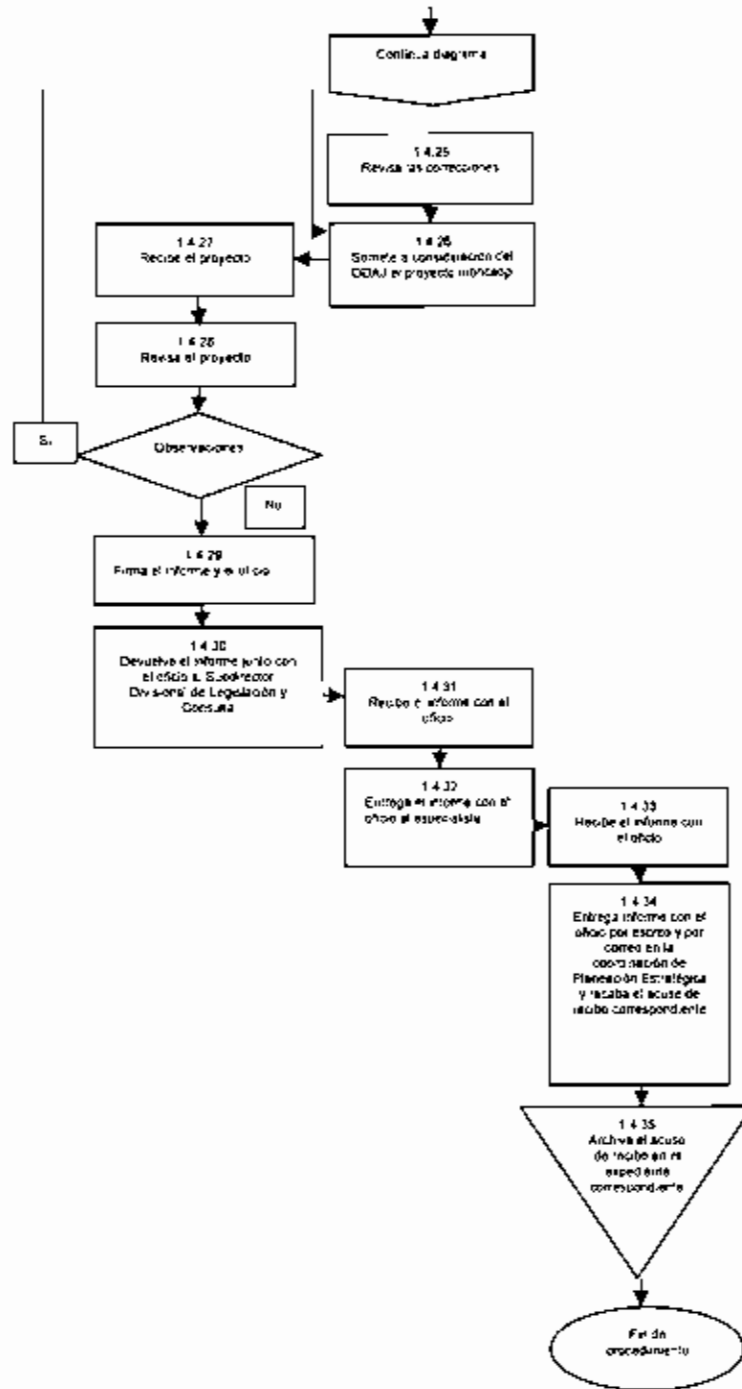 Continua diagrama
1.4.25
Revisa las correcciones
1.4.26
Somete a consideración del
el proyecto
1.4.27
Recibe el proyecto
1.4.28
Revisa el proyecto
Observaciones
Si
No
1.4.29
Firma el informe y el oficio
1.4.30
Devuelve el informe junto con
el oficio al Subdirector
Divisional de Legislación y
Consulta
1.4.31
Recibe el informe con el
oficio
1.4.32
Entrega el informe con el
oficio al especialista
1.4.33
Recibe el informe con
el oficio
1.4.34
Entrega informe con el
oficio por escrito y por
correo en la
coordinación de
Planeación Estratégica
y recaba el acuse de
recibo correspondiente
1.4.35
Archiva el acuse
de recibo en el
expediente
correspondiente
Fin de
procedimiento